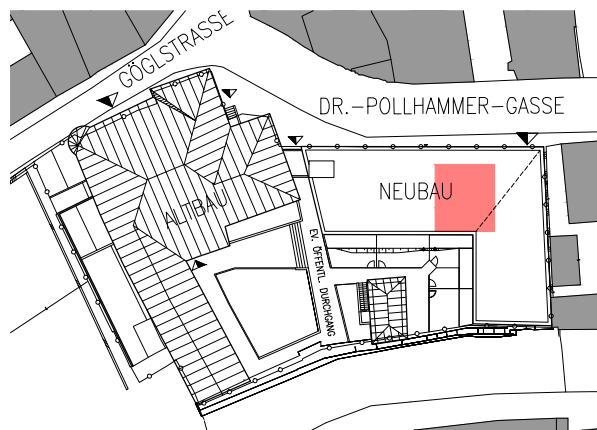 GÖGLSTRASSE
DR.-POLLHAMMER-GASSE
NEUBAU
ALTBAU
EV. ÖFFENTL DURCHGANG